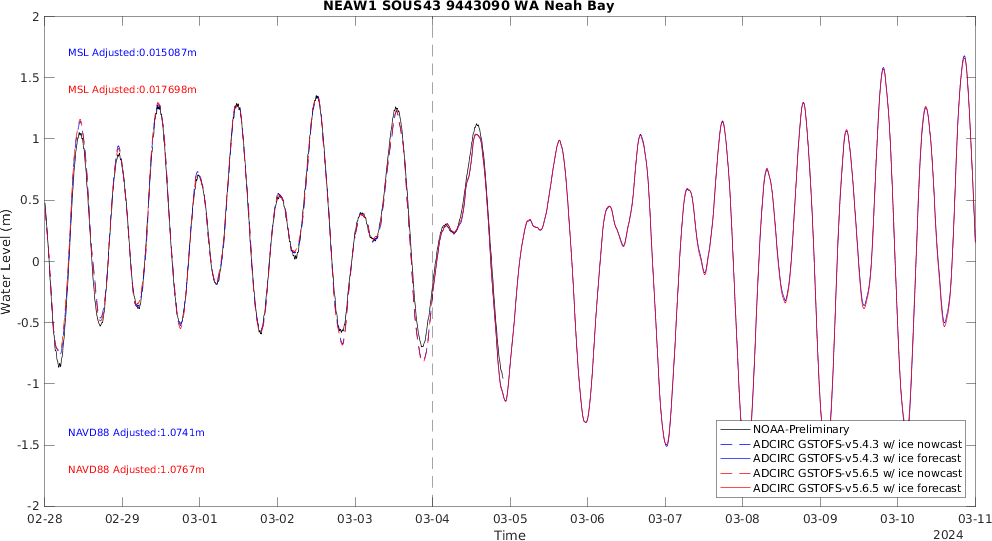 NEAW1 SOUS43 9443090 WA Neah Bay
MSL Adjusted:0.015087m
MSL Adjusted:0.017698m
NAVD88 Adjusted:1.0741m
NAVD88 Adjusted:1.0767m
Water Level (m)
2
1.5
1
0.5
0
-0.5
-1
-1.5
-2
NOAA-Preliminary
ADCIRC GSTOFS-v5.4.3 w/ ice nowcast
ADCIRC GSTOFS-v5.4.3 w/ ice forecast
ADCIRC GSTOFS-v5.6.5 w/ ice nowcast
ADCIRC GSTOFS-v5.6.5 w/ ice forecast
02-28 02-29 03-01 03-02 03-03 03-04 03-05 03-06 03-07 03-08 03-09 03-10 03-11
Time
2024